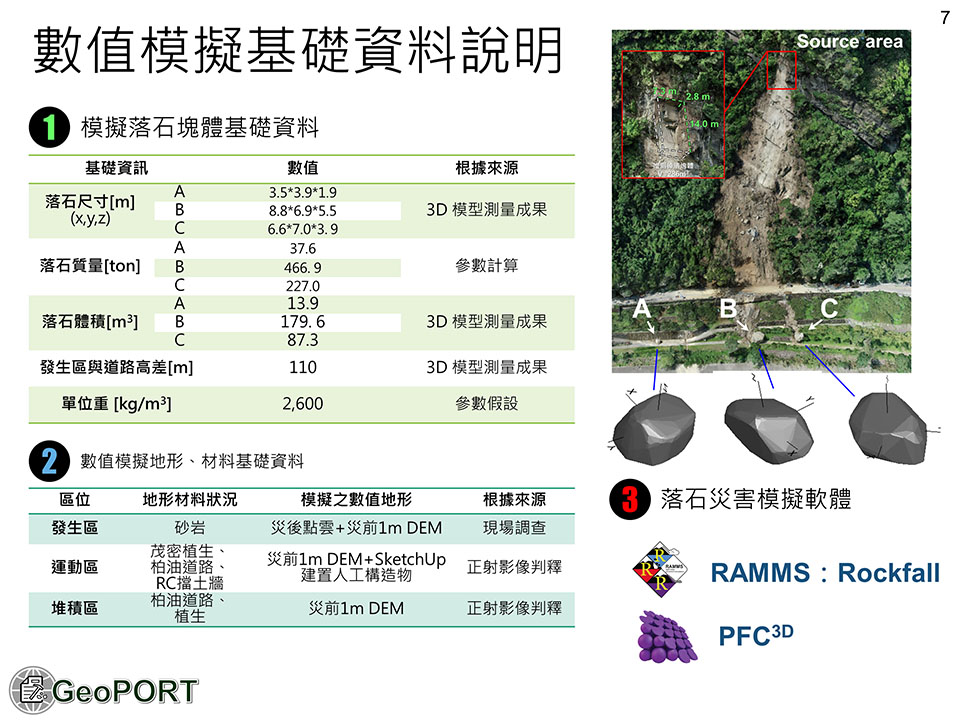 7
數值模擬基礎資料說明
1 模擬落石塊體基礎資料
基礎資訊 數值 根據來源
落石尺寸[m] (x,y,z) A 3.5*3.9*1.9 3D 模型測量成果
B 8.8*6.9*5.5
C 6.6*7.0*3. 9
落石質量[ton] A 37.6 參數計算
B 466. 9
C 227.0
落石體積[m³] A 13.9 3D 模型測量成果
B 179. 6
C 87.3
發生區與道路高差[m] 110 3D 模型測量成果
單位重 [kg/m³] 2,600 參數假設
2 數值模擬地形、材料基礎資料
區位 地形材料狀況 模擬之數值地形 根據來源
發生區 砂岩 災後點雲+災前1m DEM 現場調查
運動區 茂密植生、 災前1m DEM+SketchUp 正射影像判釋
柏油道路、 建置人工構造物
RC擋土牆
堆積區 柏油道路、 災前1m DEM 正射影像判釋
植生
Source area
2.8 m
14.0 m
A B C
3 落石災害模擬軟體
R
R R
R
RAMMS
RAMMS：Rockfall
PFC3D
GeoPORT